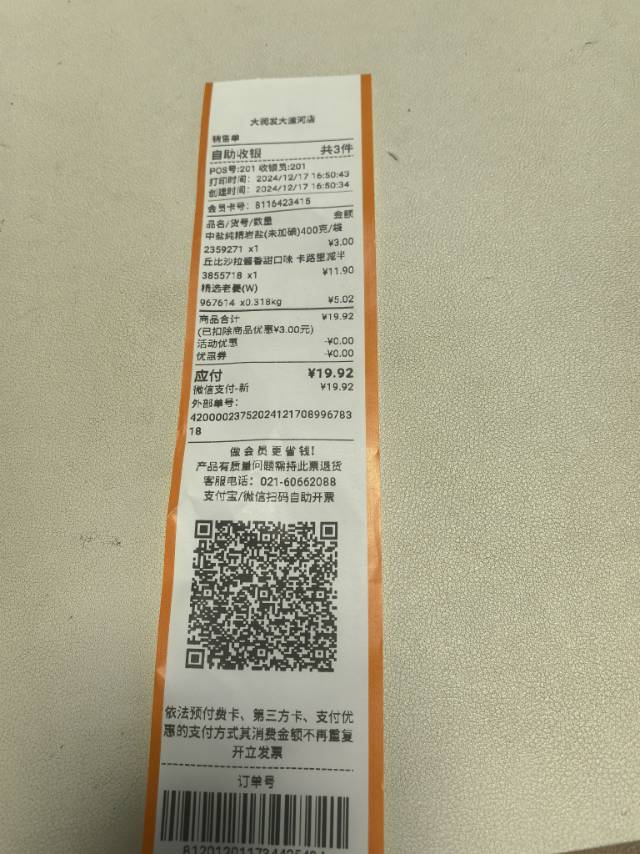 大润发大渡河店
销售单
自助收银 共3件
POS号:201 收银员:201
打印时间: 2024/12/17 16:50:43
创建时间: 2024/12/17 16:50:34
会员卡号: 8116423415
品名/货号/数量 金额
中盐纯精岩盐(未加碘)400克/袋
2359271 x1 ¥3.00
丘比沙拉酱香甜口味 卡路里减半
3855718 x1 ¥11.90
精选老姜(W)
967614 x0.318kg ¥5.02
商品合计 ¥19.92
(已扣除商品优惠¥3.00元)
活动优惠 -¥0.00
优惠券 -¥0.00
应付 ¥19.92
微信支付-新 ¥19.92
外部单号:
42000023752024121708996783
18
做会员更省钱!
产品有质量问题需持此票退货
客服电话: 021-60662088
支付宝/微信扫码自助开票
依法预付费卡、第三方卡、支付优
惠的支付方式其消费金额不再重复
开立发票
订单号